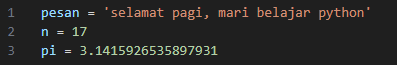 1 pesan = 'selamat pagi, mari belajar python'
2 n = 17
3 pi = 3.1415926535897931